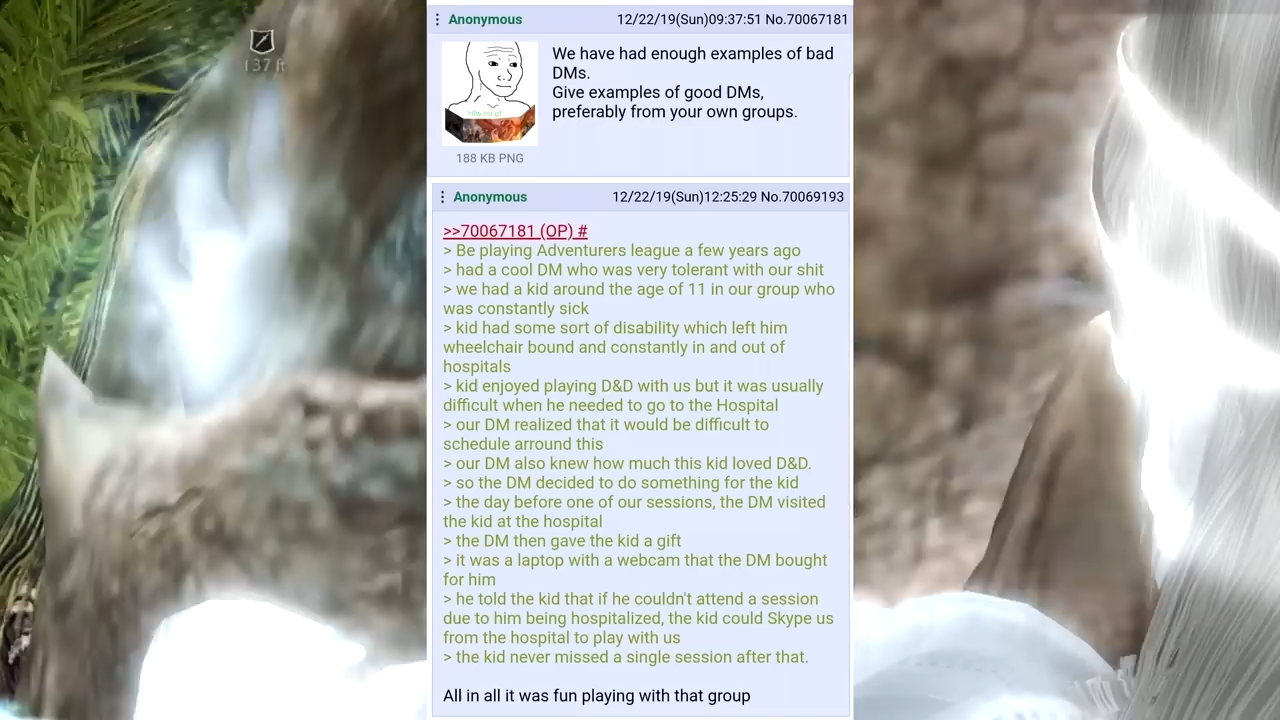 137 ft
Anonymous 12/22/19(Sun)09:37:51 No.70067181
We have had enough examples of bad
DMs.
Give examples of good DMs,
preferably from your own groups.
188 KB PNG
Anonymous 12/22/19(Sun)12:25:29 No.70069193
>>70067181 (OP) #
> Be playing Adventurers league a few years ago
> had a cool DM who was very tolerant with our shit
> we had a kid around the age of 11 in our group who
was constantly sick
> kid had some sort of disability which left him
wheelchair bound and constantly in and out of
hospitals
> kid enjoyed playing D&D with us but it was usually
difficult when he needed to go to the Hospital
> our DM realized that it would be difficult to
schedule arround this
> our DM also knew how much this kid loved D&D.
> so the DM decided to do something for the kid
> the day before one of our sessions, the DM visited
the kid at the hospital
> the DM then gave the kid a gift
> it was a laptop with a webcam that the DM bought
for him
> he told the kid that if he couldn't attend a session
due to him being hospitalized, the kid could Skype us
from the hospital to play with us
> the kid never missed a single session after that.
All in all it was fun playing with that group